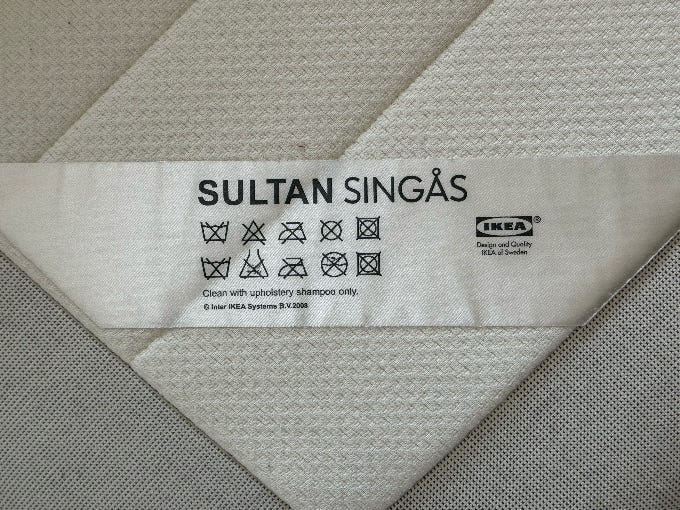 SULTAN SINGÅS
IKEA®
Design and Quality
IKEA of Sweden
Clean with upholstery shampoo only.
© Inter IKEA Systems B.V.2008